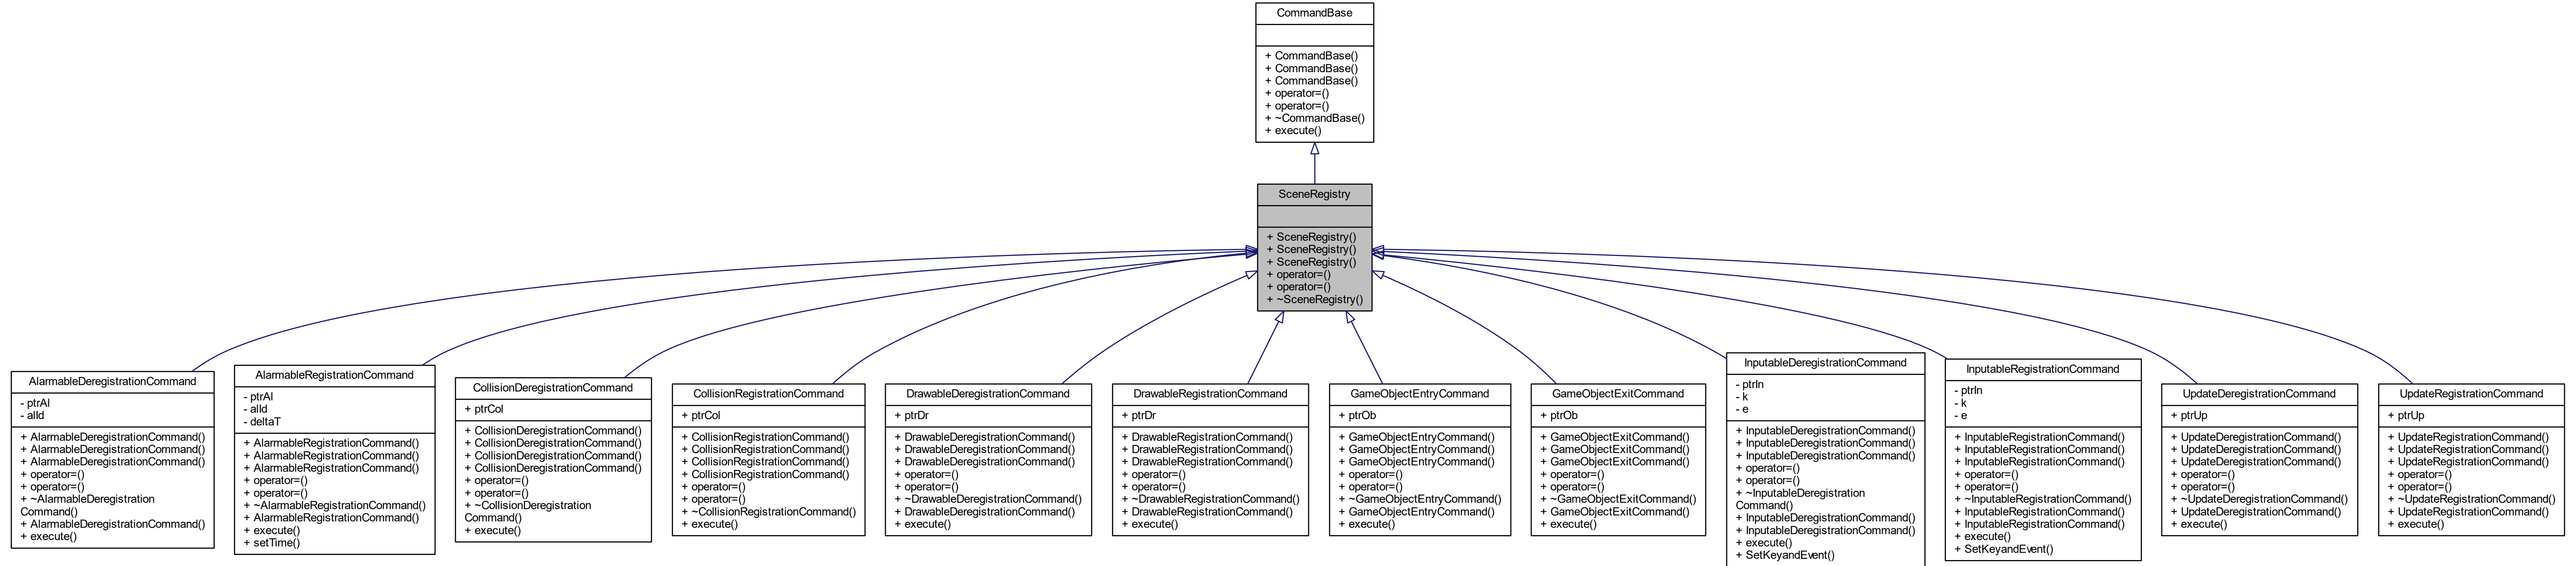 CommandBase
+ CommandBase()
+ CommandBase()
+ CommandBase()
+ operator=()
+ operator=()
+ ~CommandBase()
+ execute()
SceneRegistry
+ SceneRegistry()
+ SceneRegistry()
+ SceneRegistry()
+ operator=()
+ operator=()
+ ~SceneRegistry()
AlarmableDeregistrationCommand
- ptrAl
- alId
+ AlarmableDeregistrationCommand()
+ AlarmableDeregistrationCommand()
+ AlarmableDeregistrationCommand()
+ operator=()
+ operator=()
+ ~AlarmableDeregistration
Command()
+ AlarmableDeregistrationCommand()
+ execute()
AlarmableRegistrationCommand
- ptrAl
- alId
- deltaT
+ AlarmableRegistrationCommand()
+ AlarmableRegistrationCommand()
+ AlarmableRegistrationCommand()
+ operator=()
+ operator=()
+ ~AlarmableRegistrationCommand()
+ AlarmableRegistrationCommand()
+ execute()
+ setTime()
CollisionDeregistrationCommand
+ ptrCol
+ CollisionDeregistrationCommand()
+ CollisionDeregistrationCommand()
+ CollisionDeregistrationCommand()
+ CollisionDeregistrationCommand()
+ operator=()
+ operator=()
+ ~CollisionDeregistration
Command()
+ execute()
CollisionRegistrationCommand
+ ptrCol
+ CollisionRegistrationCommand()
+ CollisionRegistrationCommand()
+ CollisionRegistrationCommand()
+ CollisionRegistrationCommand()
+ operator=()
+ operator=()
+ ~CollisionRegistrationCommand()
+ execute()
DrawableDeregistrationCommand
+ ptrDr
+ DrawableDeregistrationCommand()
+ DrawableDeregistrationCommand()
+ DrawableDeregistrationCommand()
+ operator=()
+ operator=()
+ ~DrawableDeregistrationCommand()
+ DrawableDeregistrationCommand()
+ execute()
DrawableRegistrationCommand
+ ptrDr
+ DrawableRegistrationCommand()
+ DrawableRegistrationCommand()
+ DrawableRegistrationCommand()
+ operator=()
+ operator=()
+ ~DrawableRegistrationCommand()
+ DrawableRegistrationCommand()
+ execute()
GameObjectEntryCommand
+ ptrOb
+ GameObjectEntryCommand()
+ GameObjectEntryCommand()
+ GameObjectEntryCommand()
+ operator=()
+ operator=()
+ ~GameObjectEntryCommand()
+ GameObjectEntryCommand()
+ execute()
GameObjectExitCommand
+ ptrOb
+ GameObjectExitCommand()
+ GameObjectExitCommand()
+ GameObjectExitCommand()
+ operator=()
+ operator=()
+ ~GameObjectExitCommand()
+ GameObjectExitCommand()
+ execute()
InputableDeregistrationCommand
- ptrIn
- k
- e
+ InputableDeregistrationCommand()
+ InputableDeregistrationCommand()
+ InputableDeregistrationCommand()
+ operator=()
+ operator=()
+ ~InputableDeregistration
Command()
+ InputableDeregistrationCommand()
+ InputableDeregistrationCommand()
+ execute()
+ SetKeyandEvent()
InputableRegistrationCommand
- ptrIn
- k
- e
+ InputableRegistrationCommand()
+ InputableRegistrationCommand()
+ InputableRegistrationCommand()
+ operator=()
+ operator=()
+ ~InputableRegistrationCommand()
+ InputableRegistrationCommand()
+ InputableRegistrationCommand()
+ execute()
+ SetKeyandEvent()
UpdateDeregistrationCommand
+ ptrUp
+ UpdateDeregistrationCommand()
+ UpdateDeregistrationCommand()
+ UpdateDeregistrationCommand()
+ operator=()
+ operator=()
+ ~UpdateDeregistrationCommand()
+ UpdateDeregistrationCommand()
+ execute()
UpdateRegistrationCommand
+ ptrUp
+ UpdateRegistrationCommand()
+ UpdateRegistrationCommand()
+ UpdateRegistrationCommand()
+ operator=()
+ operator=()
+ ~UpdateRegistrationCommand()
+ UpdateRegistrationCommand()
+ execute()